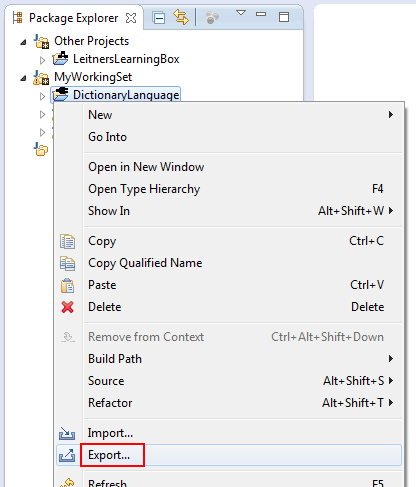 Package Explorer
Other Projects
LeitnersLearningBox
MyWorkingSet
DictionaryLanguage
New
Go Into
Open in New Window
Open Type Hierarchy F4
Show In Alt+Shift+W
Copy Ctrl+C
Copy Qualified Name
Paste Ctrl+V
Delete Delete
Remove from Context Ctrl+Alt+Shift+Down
Build Path
Source Alt+Shift+S
Refactor Alt+Shift+T
Import...
Export...
Refresh F5